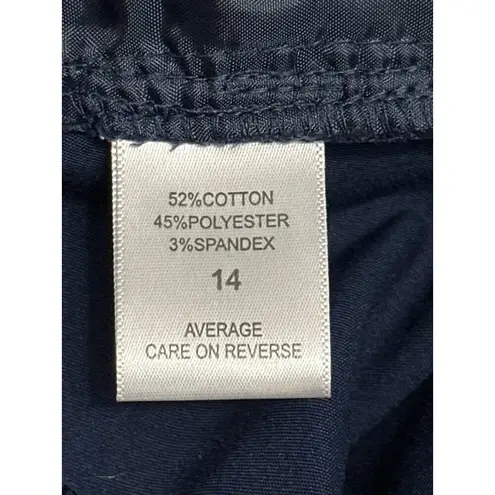 52%COTTON
45%POLYESTER
3%SPANDEX
14
AVERAGE
CARE ON REVERSE